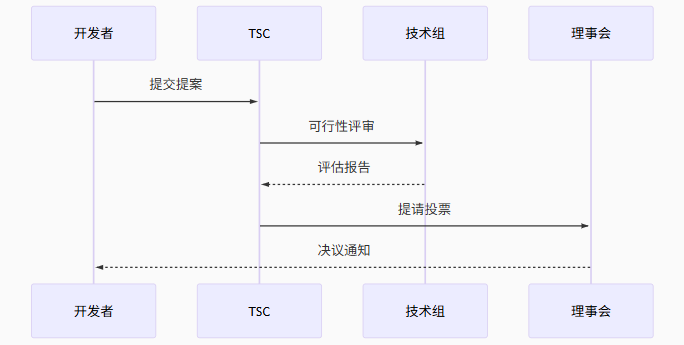 开发者 TSC 技术组 理事会
提交提案
可行性评审
评估报告
提请投票
决议通知
开发者 TSC 技术组 理事会